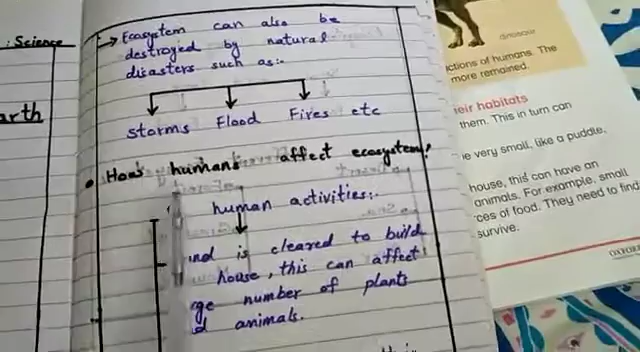 : Science
arth
→ Ecosystem can also be
destroyed by natural
disasters such as:-
Storms Flood Fires etc
• How humans affect ecosystem?
human activities:-
nd is cleared to build
house, this can affect
ge number of plants
d animals.
dinosaur
ctions of humans. The
more remained.
eir habitats
them. This in turn can
e very small, like a puddle,
house, this can have an
animals. For example, small
ces of food. They need to find
survive.
OXFORD